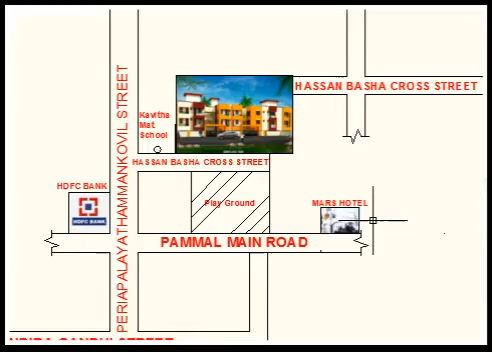 HASSAN BASHA CROSS STREET
PERIAPALAYATHAMMANKOVIL STREET
Kavitha
Mat.
School
HASSAN BASHA CROSS STREET
HDFC BANK
HDFC BANK
Play Ground
MARS HOTEL
PAMMAL MAIN ROAD
STREET